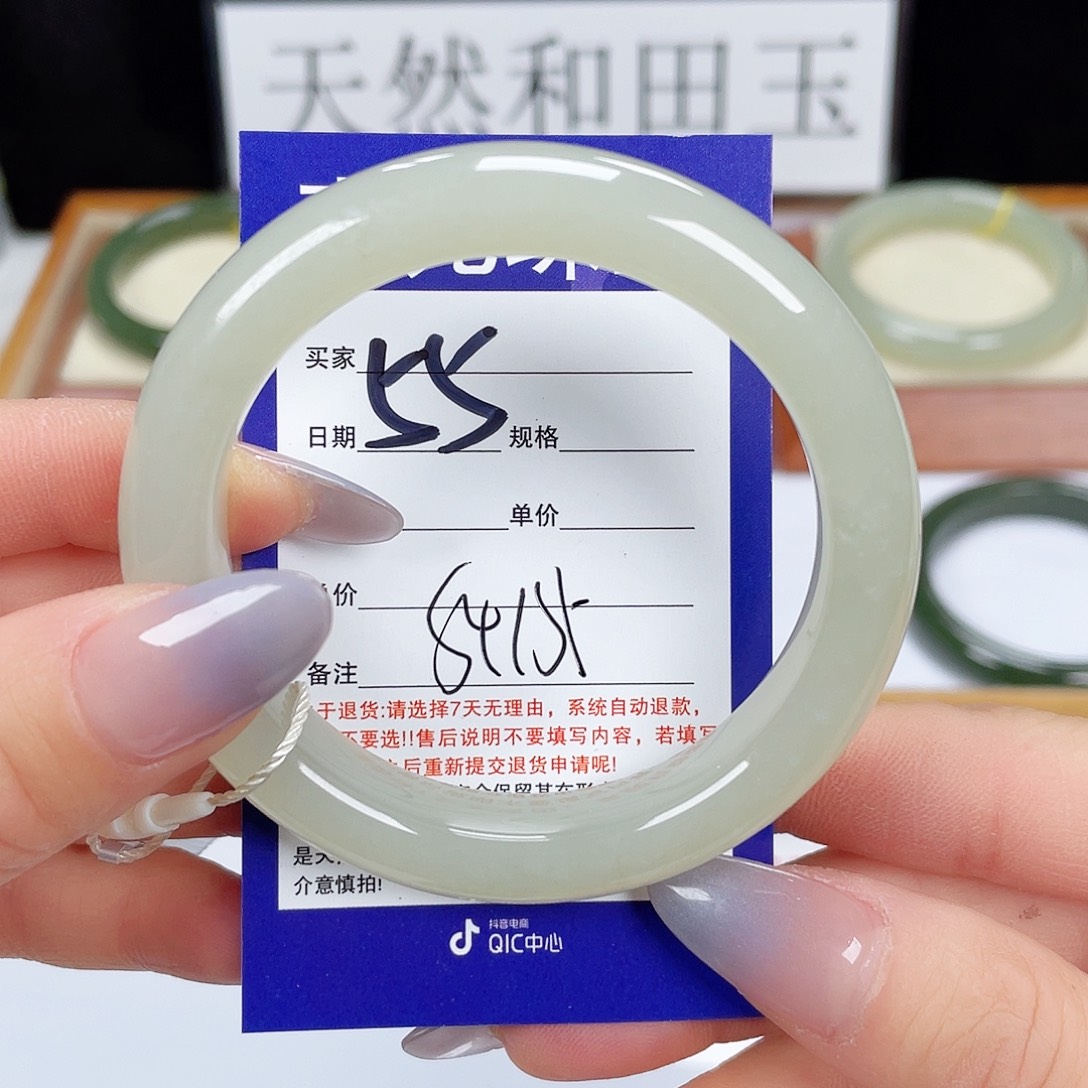 天然和田玉
买家
55
日期 规格
单价
价
备注
于退货:请选择7天无理由，系统自动退款，
不要选!!售后说明不要填写内容，若填写
后重新提交退货申请呢!
介意慎拍!
抖音电商
QIC中心